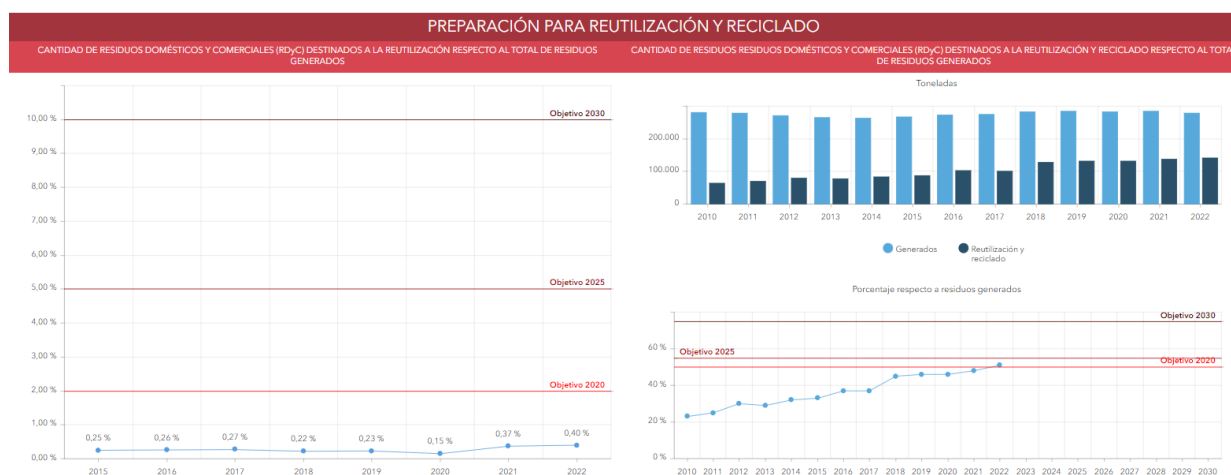 PREPARACIÓN PARA REUTILIZACIÓN Y RECICLADO
CANTIDAD DE RESIDUOS DOMÉSTICOS Y COMERCIALES (RDyC) DESTINADOS A LA REUTILIZACIÓN RESPECTO AL TOTAL DE RESIDUOS
GENERADOS
10,00 %
9,00 %
8,00 %
7,00 %
6,00 %
5,00 %
4,00 %
3,00 %
2,00 %
1,00 %
0,00 %
Objetivo 2030
Objetivo 2025
Objetivo 2020
0,25 % 0,26 % 0,27 % 0,22 % 0,23 % 0,15 % 0,37 % 0,40 %
2015 2016 2017 2018 2019 2020 2021 2022
CANTIDAD DE RESIDUOS RESIDUOS DOMÉSTICOS Y COMERCIALES (RDyC) DESTINADOS A LA REUTILIZACIÓN Y RECICLADO RESPECTO AL TOTA
DE RESIDUOS GENERADOS
Toneladas
200.000
100.000
0
2010 2011 2012 2013 2014 2015 2016 2017 2018 2019 2020 2021 2022
Generados Reutilización y
reciclado
Porcentaje respecto a residuos generados
Objetivo 2030
60 %
Objetivo 2025
Objetivo 2020
40 %
20 %
0 %
2010 2011 2012 2013 2014 2015 2016 2017 2018 2019 2020 2021 2022 2023 2024 2025 2026 2027 2028 2029 2030